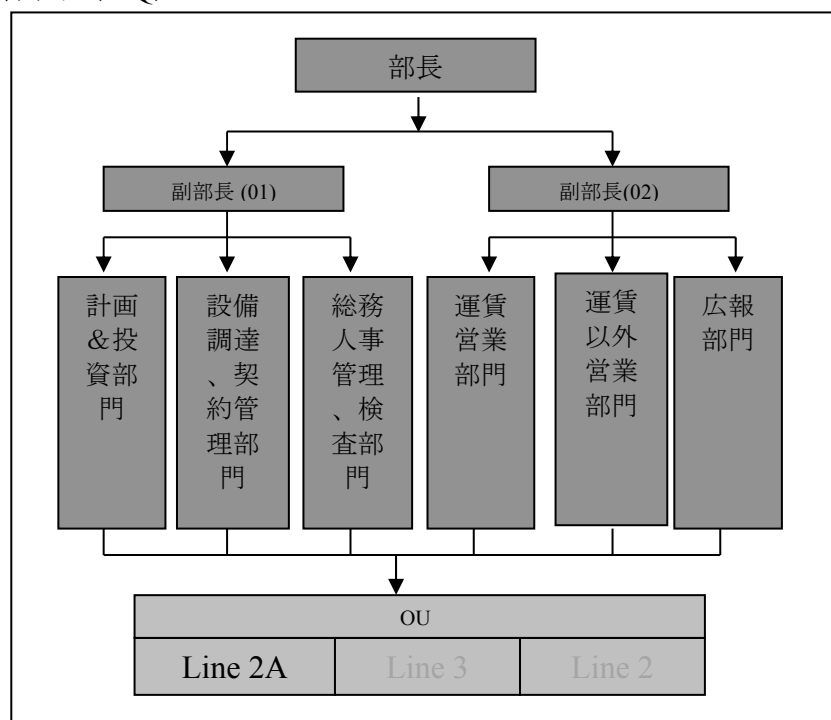 部長
副部長 (01)
副部長(02)
計画
&投
資部
門
設備
調達
、契
約管
理部
門
総務
人事
管理
、検
査部
門
運賃
営業
部門
運賃
以外
営業
部門
広報
部門
OU
Line 2A
Line 3
Line 2